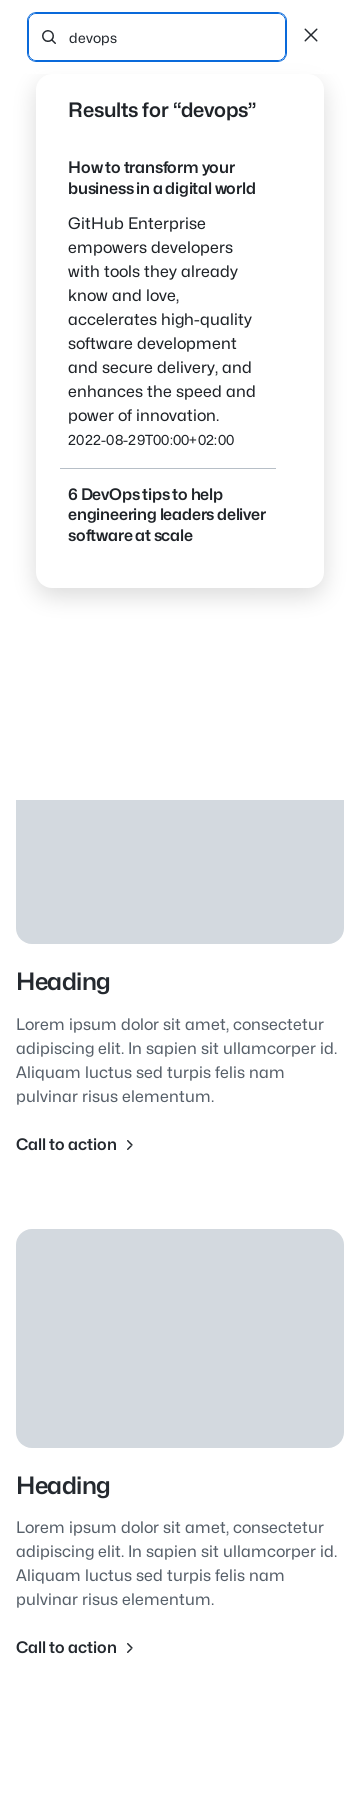 devops
Results for “devops”
How to transform your
business in a digital world
GitHub Enterprise
empowers developers
with tools they already
know and love,
accelerates high-quality
software development
and secure delivery, and
enhances the speed and
power of innovation.
2022-08-29T00:00+02:00
6 DevOps tips to help
engineering leaders deliver
software at scale
Heading
Lorem ipsum dolor sit amet, consectetur
adipiscing elit. In sapien sit ullamcorper id.
Aliquam luctus sed turpis felis nam
pulvinar risus elementum.
Call to action
Heading
Lorem ipsum dolor sit amet, consectetur
adipiscing elit. In sapien sit ullamcorper id.
Aliquam luctus sed turpis felis nam
pulvinar risus elementum.
Call to action